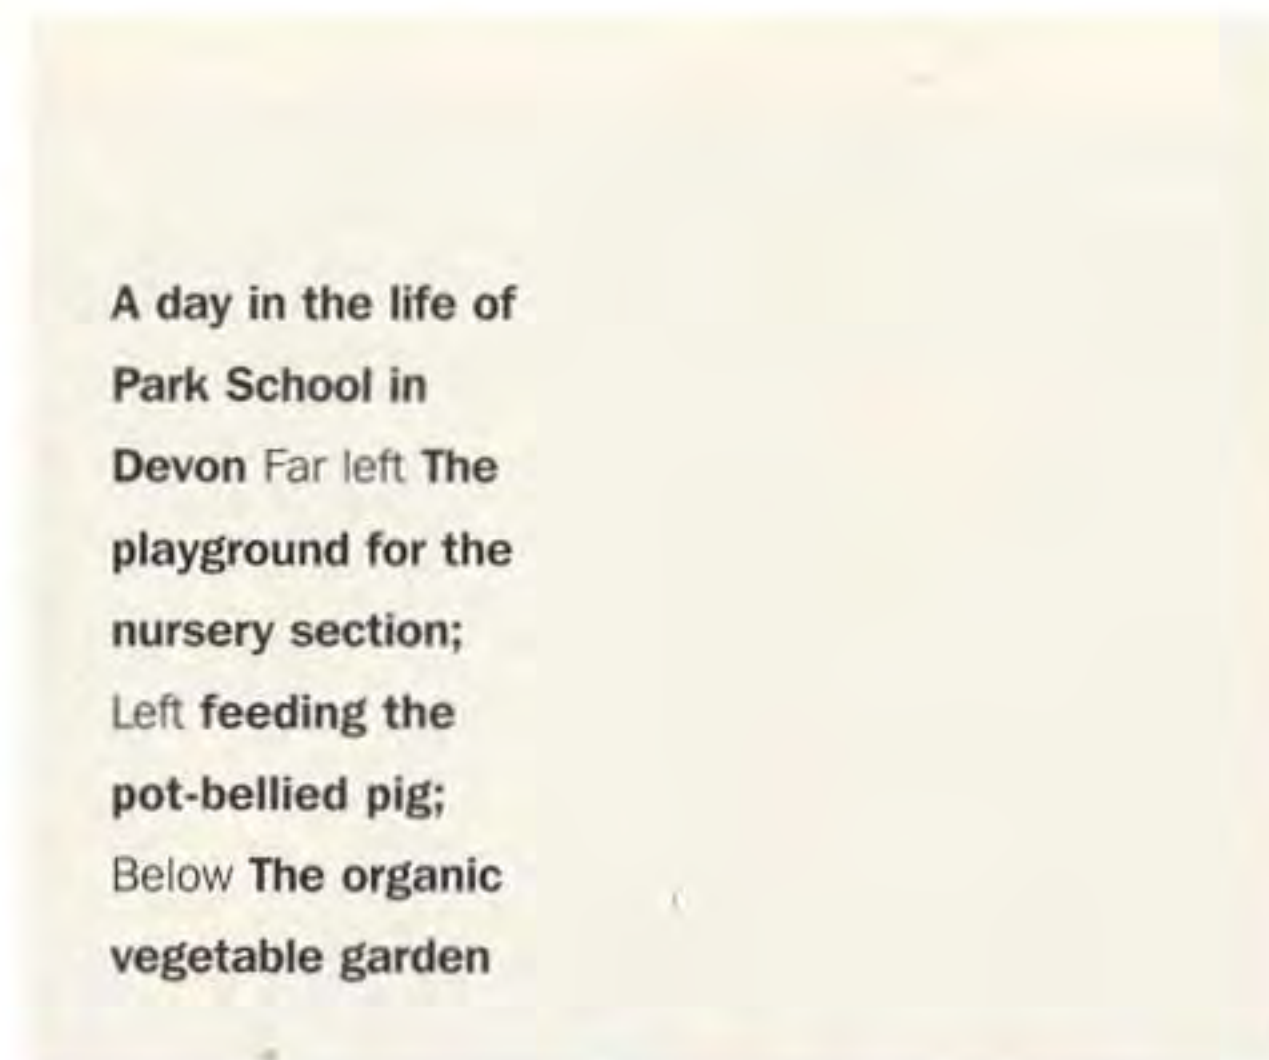 A day in the life of
Park School in
Devon Far left The
playground for the
nursery section;
Left feeding the
pot-bellied pig;
Below The organic
vegetable garden